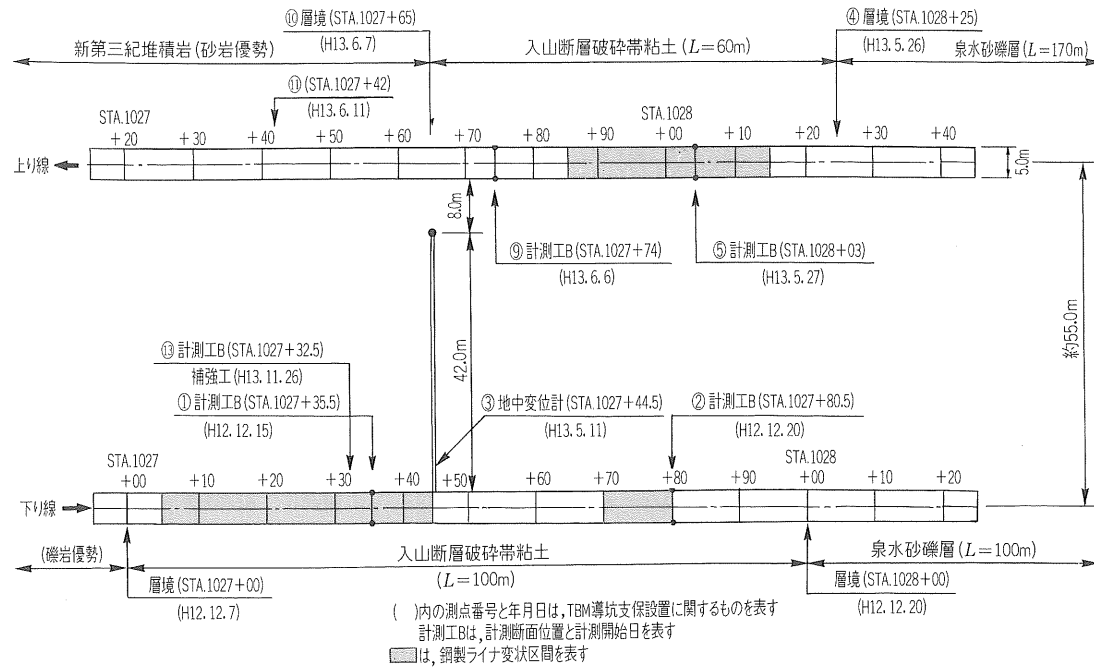 ⑩層境(STA.1027+65)
(H13.6.7)
④層境(STA.1028+25)
(H13.5.26)
新第三紀堆積岩(砂岩優勢)
入山断層破砕帯粘土(L=60m)
泉水砂礫層(L=170m)
⑪(STA.1027+42)
(H13.6.11)
STA.1027
STA.1028
+20 +30 +40 +50 +60 +70 +80 +90 +00 +10 +20 +30 +40
上り線
5.0m
8.0m
⑨計測工B(STA.1027+74)
(H13.6.6)
⑤計測工B(STA.1028+03)
(H13.5.27)
42.0m
約55.0m
⑬計測工B(STA.1027+32.5)
補強工(H13.11.26)
①計測工B(STA.1027+35.5)
(H12.12.15)
③地中変位計(STA.1027+44.5)
(H13.5.11)
②計測工B(STA.1027+80.5)
(H12.12.20)
STA.1027
STA.1028
+00 +10 +20 +30 +40 +50 +60 +70 +80 +90 +00 +10 +20
下り線
(礫岩優勢)
入山断層破砕帯粘土
(L=100m)
泉水砂礫層(L=100m)
層境(STA.1027+00)
(H12.12.7)
層境(STA.1028+00)
(H12.12.20)
( )内の測点番号と年月日は,TBM導坑支保設置に関するものを表す
計測工Bは,計測断面位置と計測開始日を表す
は,鋼製ライナ変状区間を表す